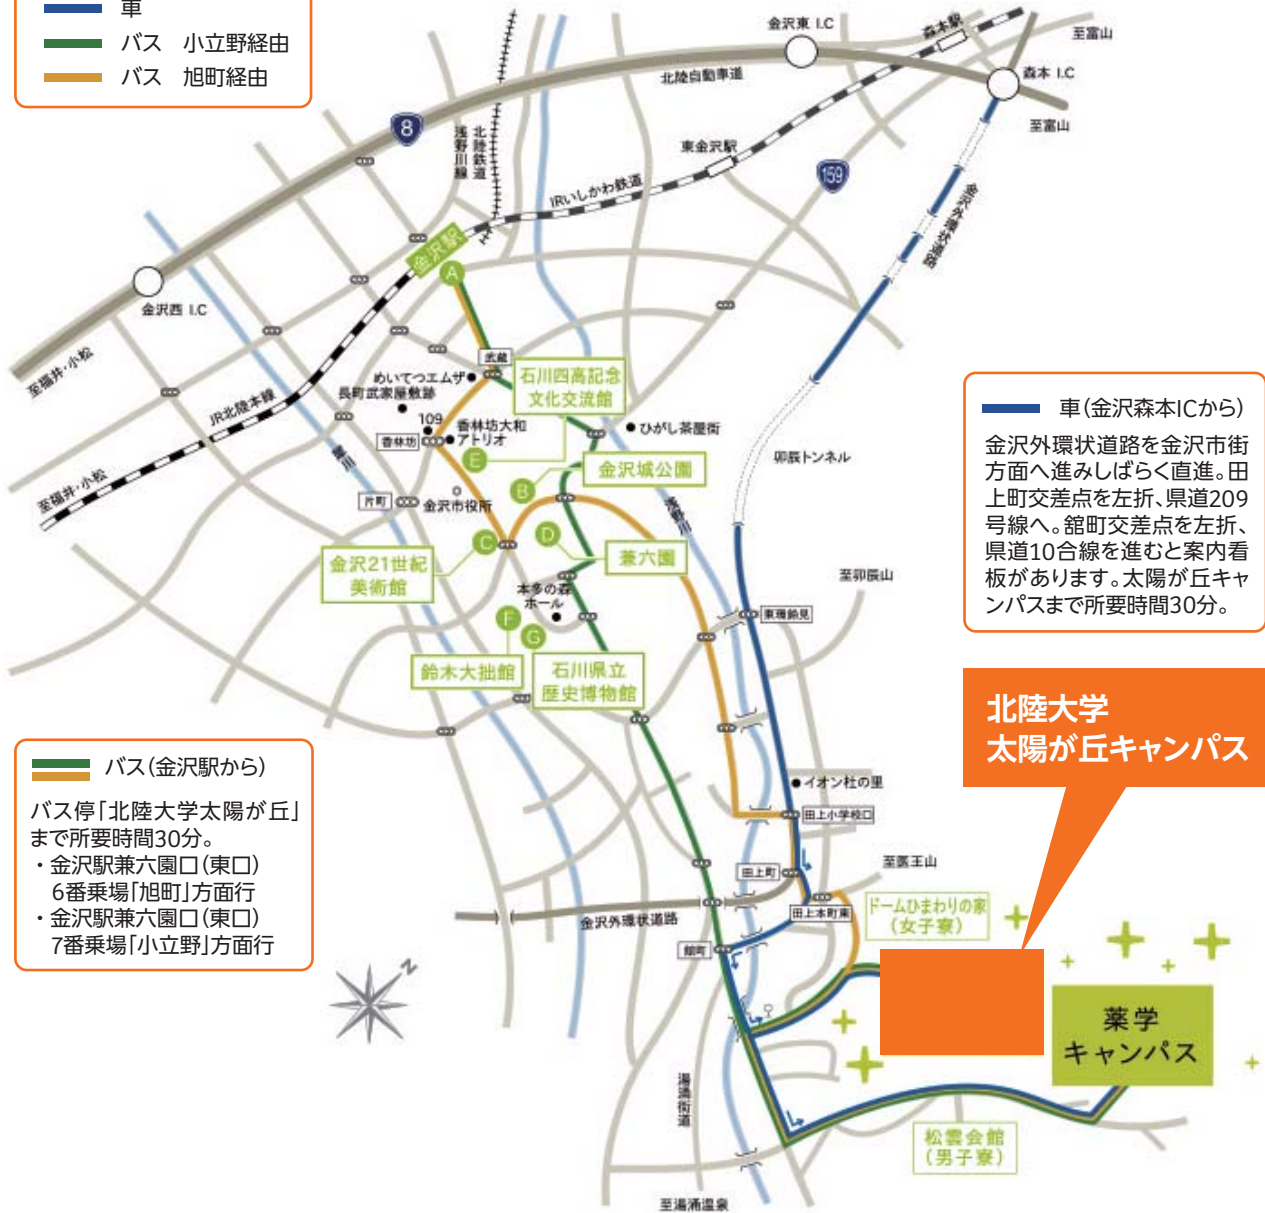 車
バス 小立野経由
バス 旭町経由
金沢東 I.C
森本駅
至富山
北陸自動車道
森本 I.C
至富山
8
北陸鉄道
浅野川線
東金沢駅
159
IRいしかわ鉄道
金沢外環状道路
金沢駅
A
金沢西 I.C
至福井・小松
武蔵
めいてつエムザ
長町武家屋敷跡
石川四高記念
文化交流館
JR北陸本線
109
香林坊大和
アトリオ
香林坊
ひがし茶屋街
犀川
E
金沢城公園
卯辰トンネル
至福井・小松
B
片町
金沢市役所
浅野川
C
D
兼六園
金沢21世紀
美術館
本多の森
ホール
至卯辰山
東環鈴見
F
G
鈴木大拙館
石川県立
歴史博物館
車(金沢森本ICから)
金沢外環状道路を金沢市街
方面へ進みしばらく直進。田
上町交差点を左折、県道209
号線へ。舘町交差点を左折、
県道10合線を進むと案内看
板があります。太陽が丘キャ
ンパスまで所要時間30分。
北陸大学
太陽が丘キャンパス
バス(金沢駅から)
バス停「北陸大学太陽が丘」
まで所要時間30分。
・金沢駅兼六園口(東口)
6番乗場「旭町」方面行
・金沢駅兼六園口(東口)
7番乗場「小立野」方面行
イオン杜の里
田上小学校口
至医王山
田上町
田上本町東
ドームひまわりの家
(女子寮)
金沢外環状道路
舘町
Z
薬学
キャンパス
湯涌街道
松雲会館
(男子寮)
至湯涌温泉